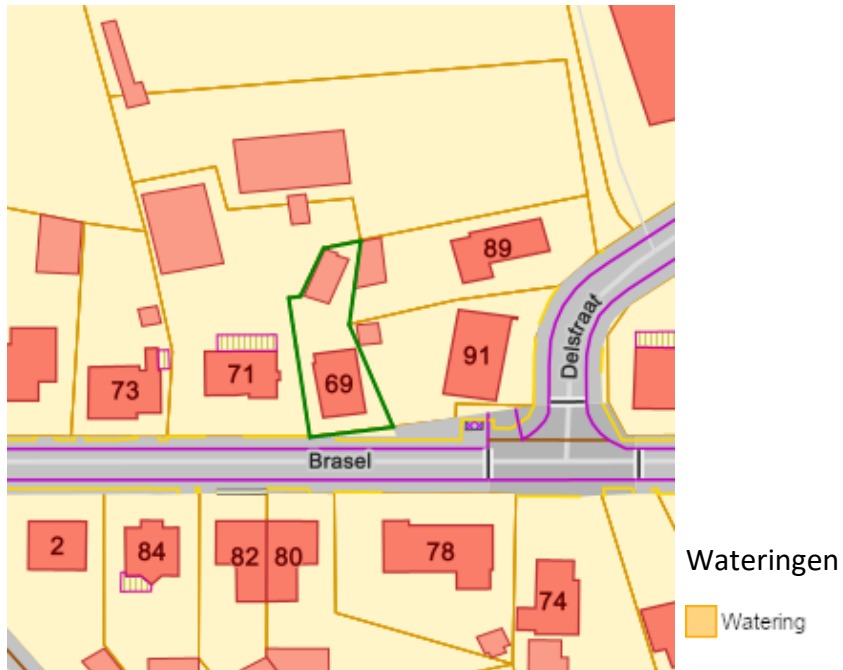 89
Delstraat
91
73
71
69
Brasel
2
84
82
80
78
74
Wateringen
Watering